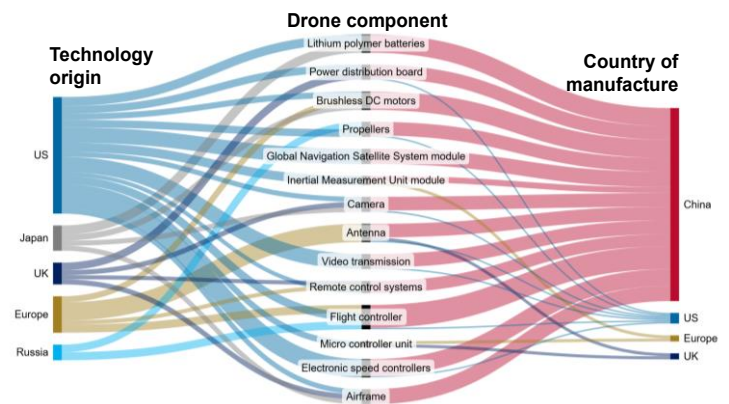 Drone component
Technology
origin
Country of
manufacture
US
Japan
UK
Europe
Russia
Lithium polymer batteries
Power distribution board
Brushless DC motors
Propellers
Global Navigation Satellite System module
Inertial Measurement Unit module
Camera
Antenna
Video transmission
Remote control systems
Flight controller
Micro controller unit
Electronic speed controllers
Airframe
China
US
Europe
UK